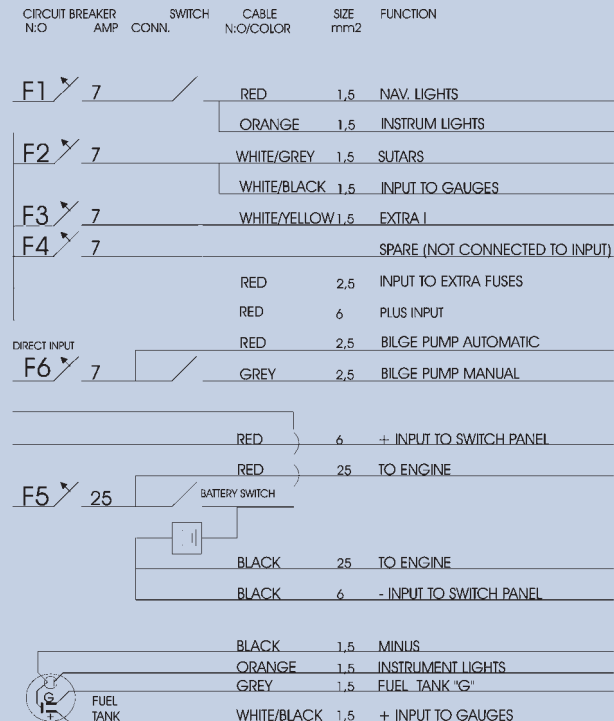 CIRCUIT BREAKER SWITCH CABLE SIZE FUNCTION
N:O AMP CONN. N:O/COLOR mm2
F1 7 RED 1,5 NAV. LIGHTS
ORANGE 1,5 INSTRUM LIGHTS
F2 7 WHITE/GREY 1,5 SUTARS
WHITE/BLACK 1,5 INPUT TO GAUGES
F3 7 WHITE/YELLOW 1,5 EXTRA I
F4 7 SPARE (NOT CONNECTED TO INPUT)
RED 2,5 INPUT TO EXTRA FUSES
RED 6 PLUS INPUT
DIRECT INPUT RED 2,5 BILGE PUMP AUTOMATIC
F6 7 GREY 2,5 BILGE PUMP MANUAL
RED 6 + INPUT TO SWITCH PANEL
RED 25 TO ENGINE
F5 25 BATTERY SWITCH
BLACK 25 TO ENGINE
BLACK 6 - INPUT TO SWITCH PANEL
BLACK 1,5 MINUS
ORANGE 1,5 INSTRUMENT LIGHTS
GREY 1,5 FUEL TANK "G"
G FUEL
+ TANK WHITE/BLACK 1,5 + INPUT TO GAUGES